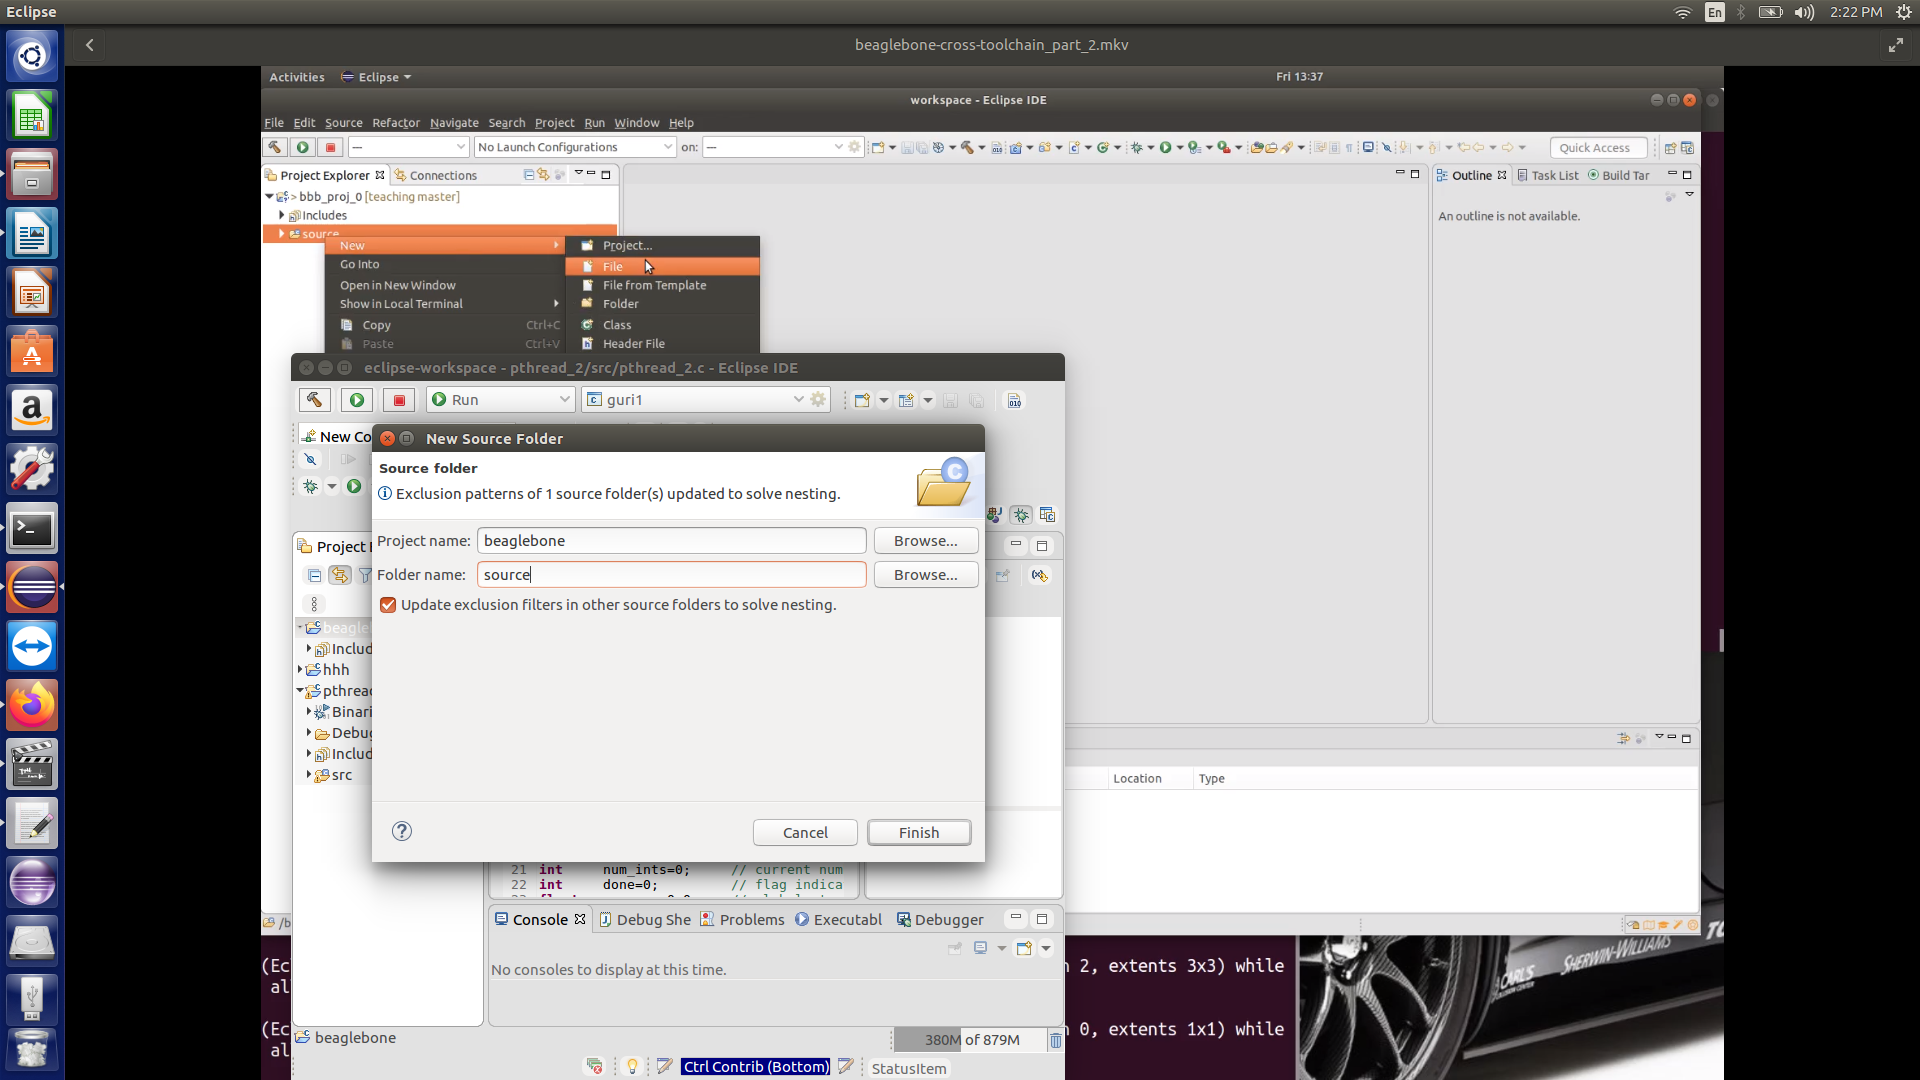 Eclipse
En
2:22 PM
beaglebone-cross-toolchain_part_2.mkv
Activities
Eclipse
Fri 13:37
workspace - Eclipse IDE
File Edit Source Refactor Navigate Search Project Run Window Help
---
No Launch Configurations
on:
---
Quick Access
Project Explorer
Connections
Outline
Task List
Build Tar
> bbb_proj_0 [teaching master]
Includes
source
An outline is not available.
New
Go Into
Open in New Window
Show in Local Terminal
Copy Ctrl+C
Paste Ctrl+V
Project...
File
File from Template
Folder
Class
Header File
eclipse-workspace - pthread_2/src/pthread_2.c - Eclipse IDE
Run
guri1
New Co
New Source Folder
Source folder
Exclusion patterns of 1 source folder(s) updated to solve nesting.
Project name: beaglebone Browse...
Folder name: source Browse...
Update exclusion filters in other source folders to solve nesting.
Cancel
Finish
Project
beagle
Includ
hhh
pthread
Binari
Debug
Includ
src
Location
Type
21 int num_ints=0; // current num
22 int done=0; // flag indica
Console
Debug She
Problems
Executabl
Debugger
No consoles to display at this time.
(Ec
al
(Ec
al
n 2, extents 3x3) while
n 0, extents 1x1) while
SHERWIN-WILLIAMS
CARL'S
COLLISION CENTER
beaglebone
380M of 879M
Ctrl Contrib (Bottom)
StatusItem